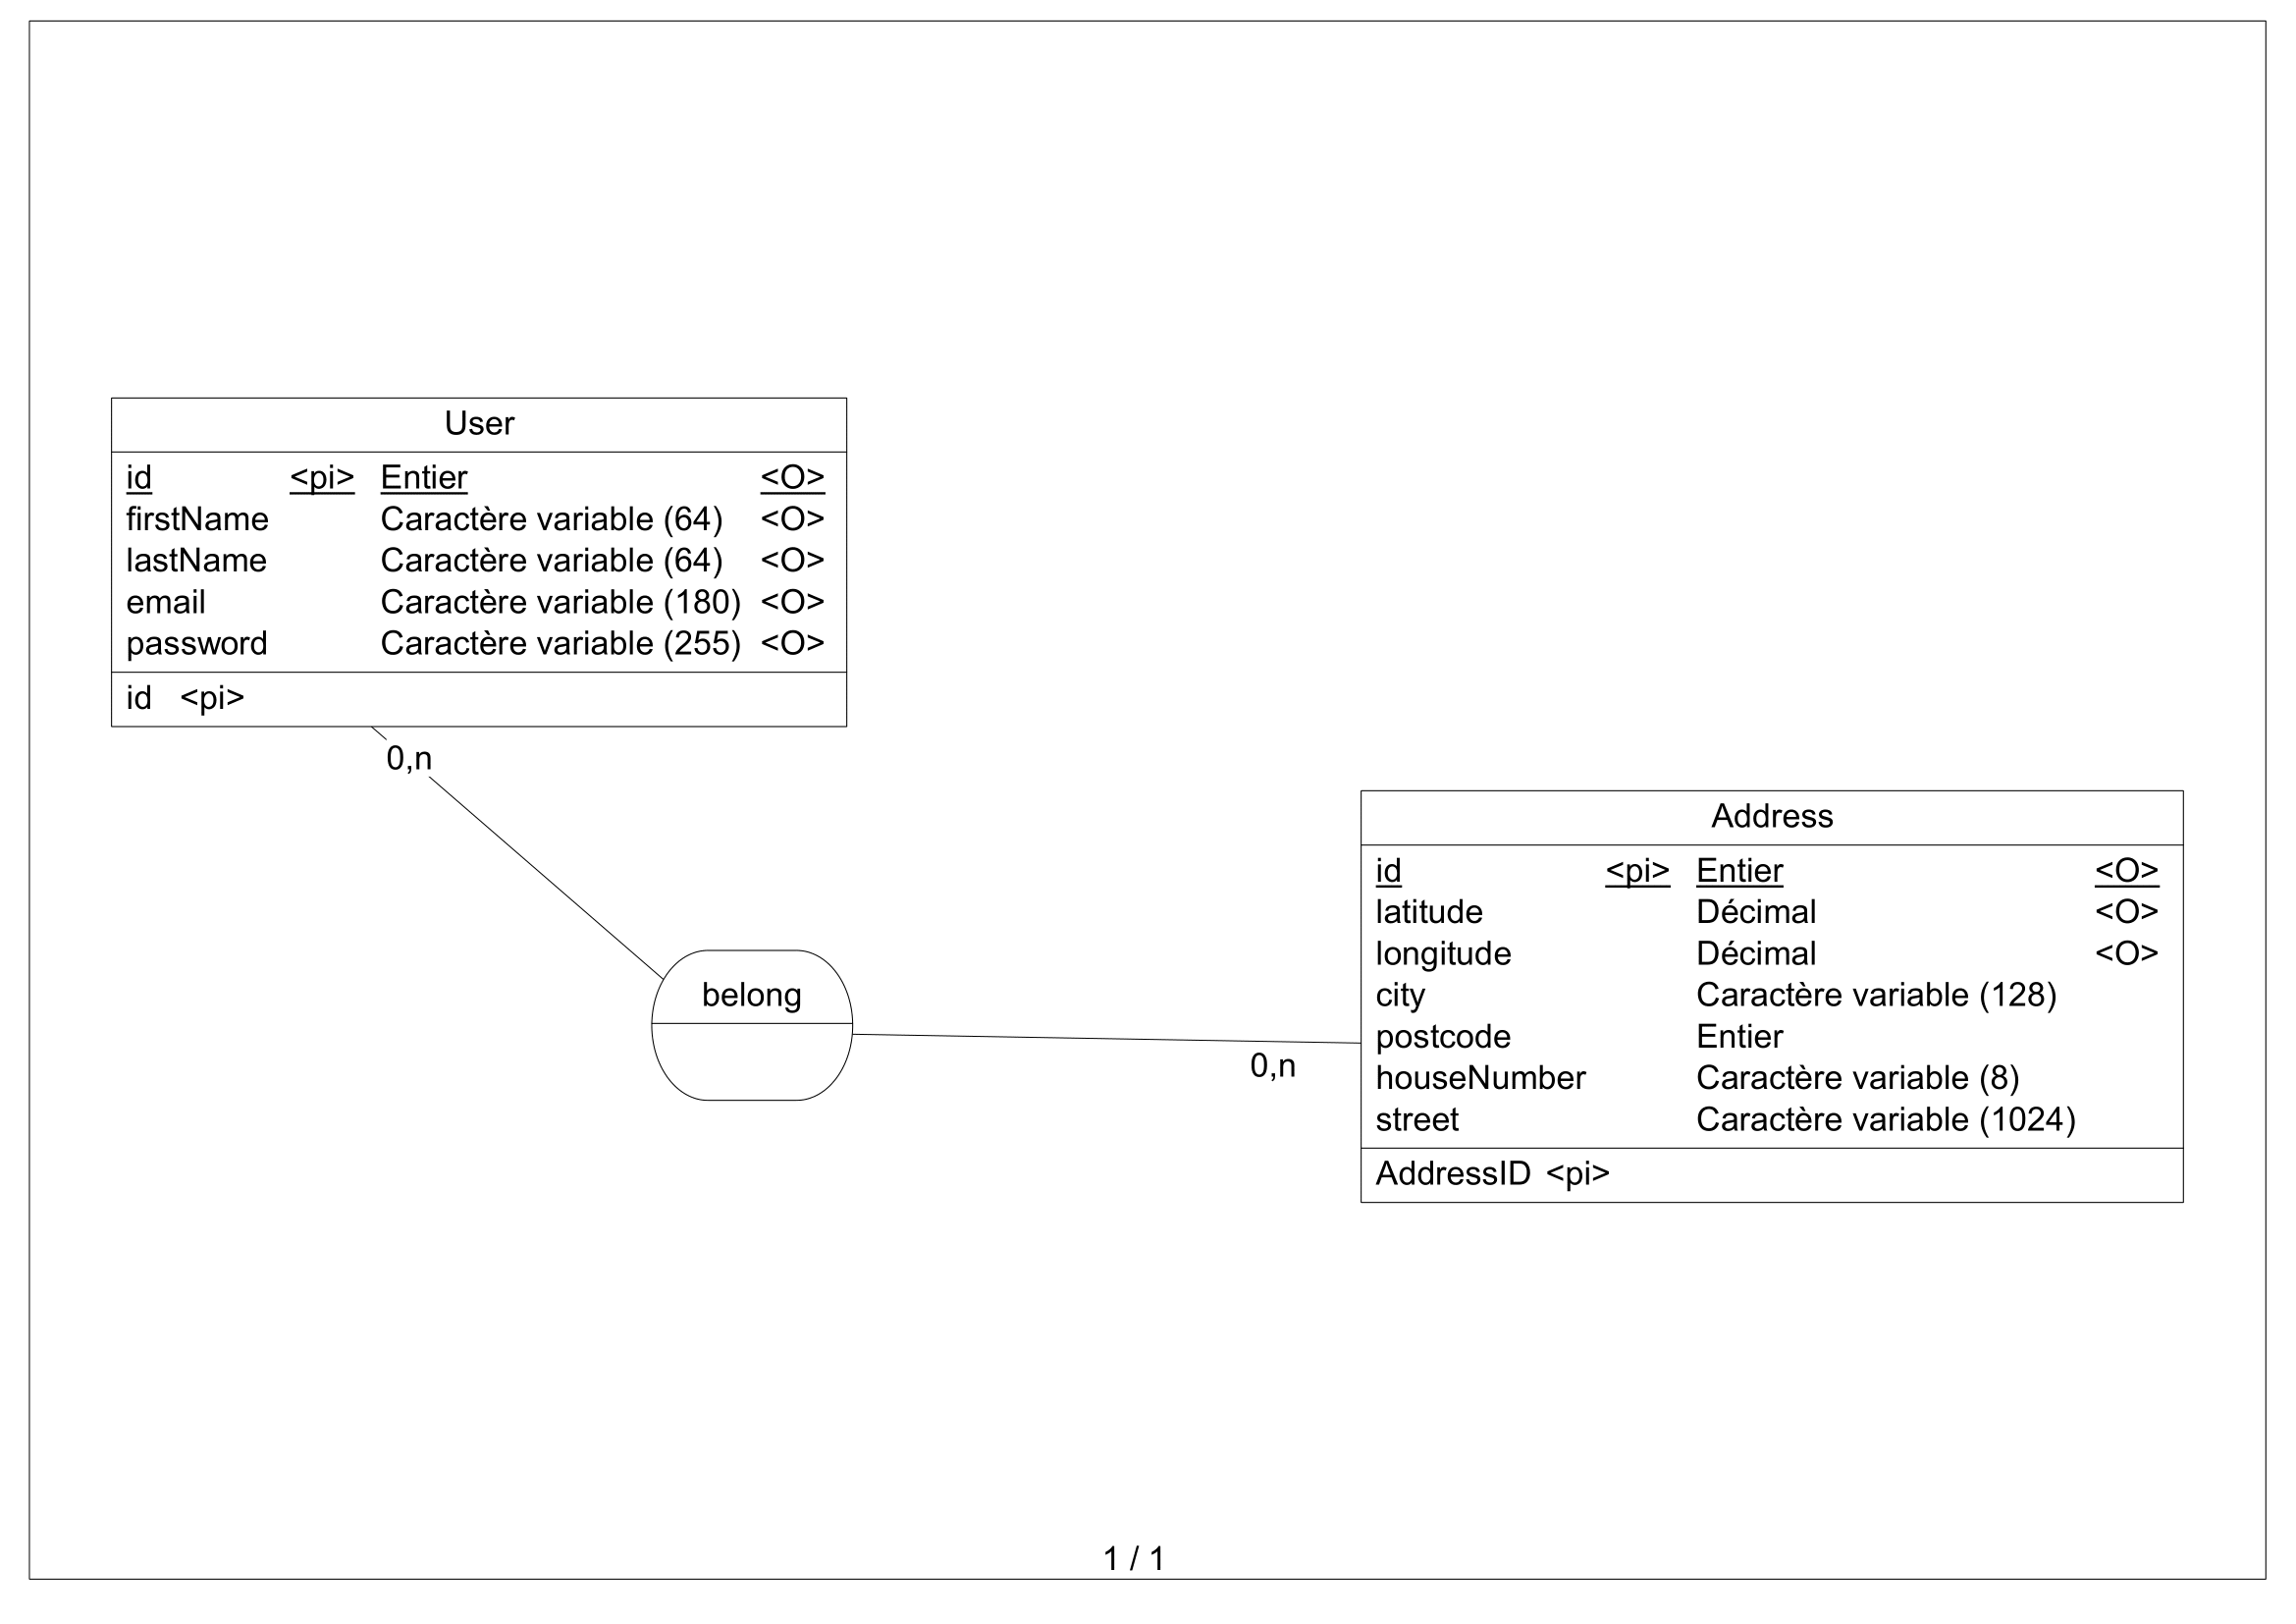 User
id <pi> Entier <O>
firstName Caractère variable (64) <O>
lastName Caractère variable (64) <O>
email Caractère variable (180) <O>
password Caractère variable (255) <O>
id <pi>
0,n
belong
0,n
Address
id <pi> Entier <O>
latitude Décimal <O>
longitude Décimal <O>
city Caractère variable (128)
postcode Entier
houseNumber Caractère variable (8)
street Caractère variable (1024)
AddressID <pi>
1 / 1